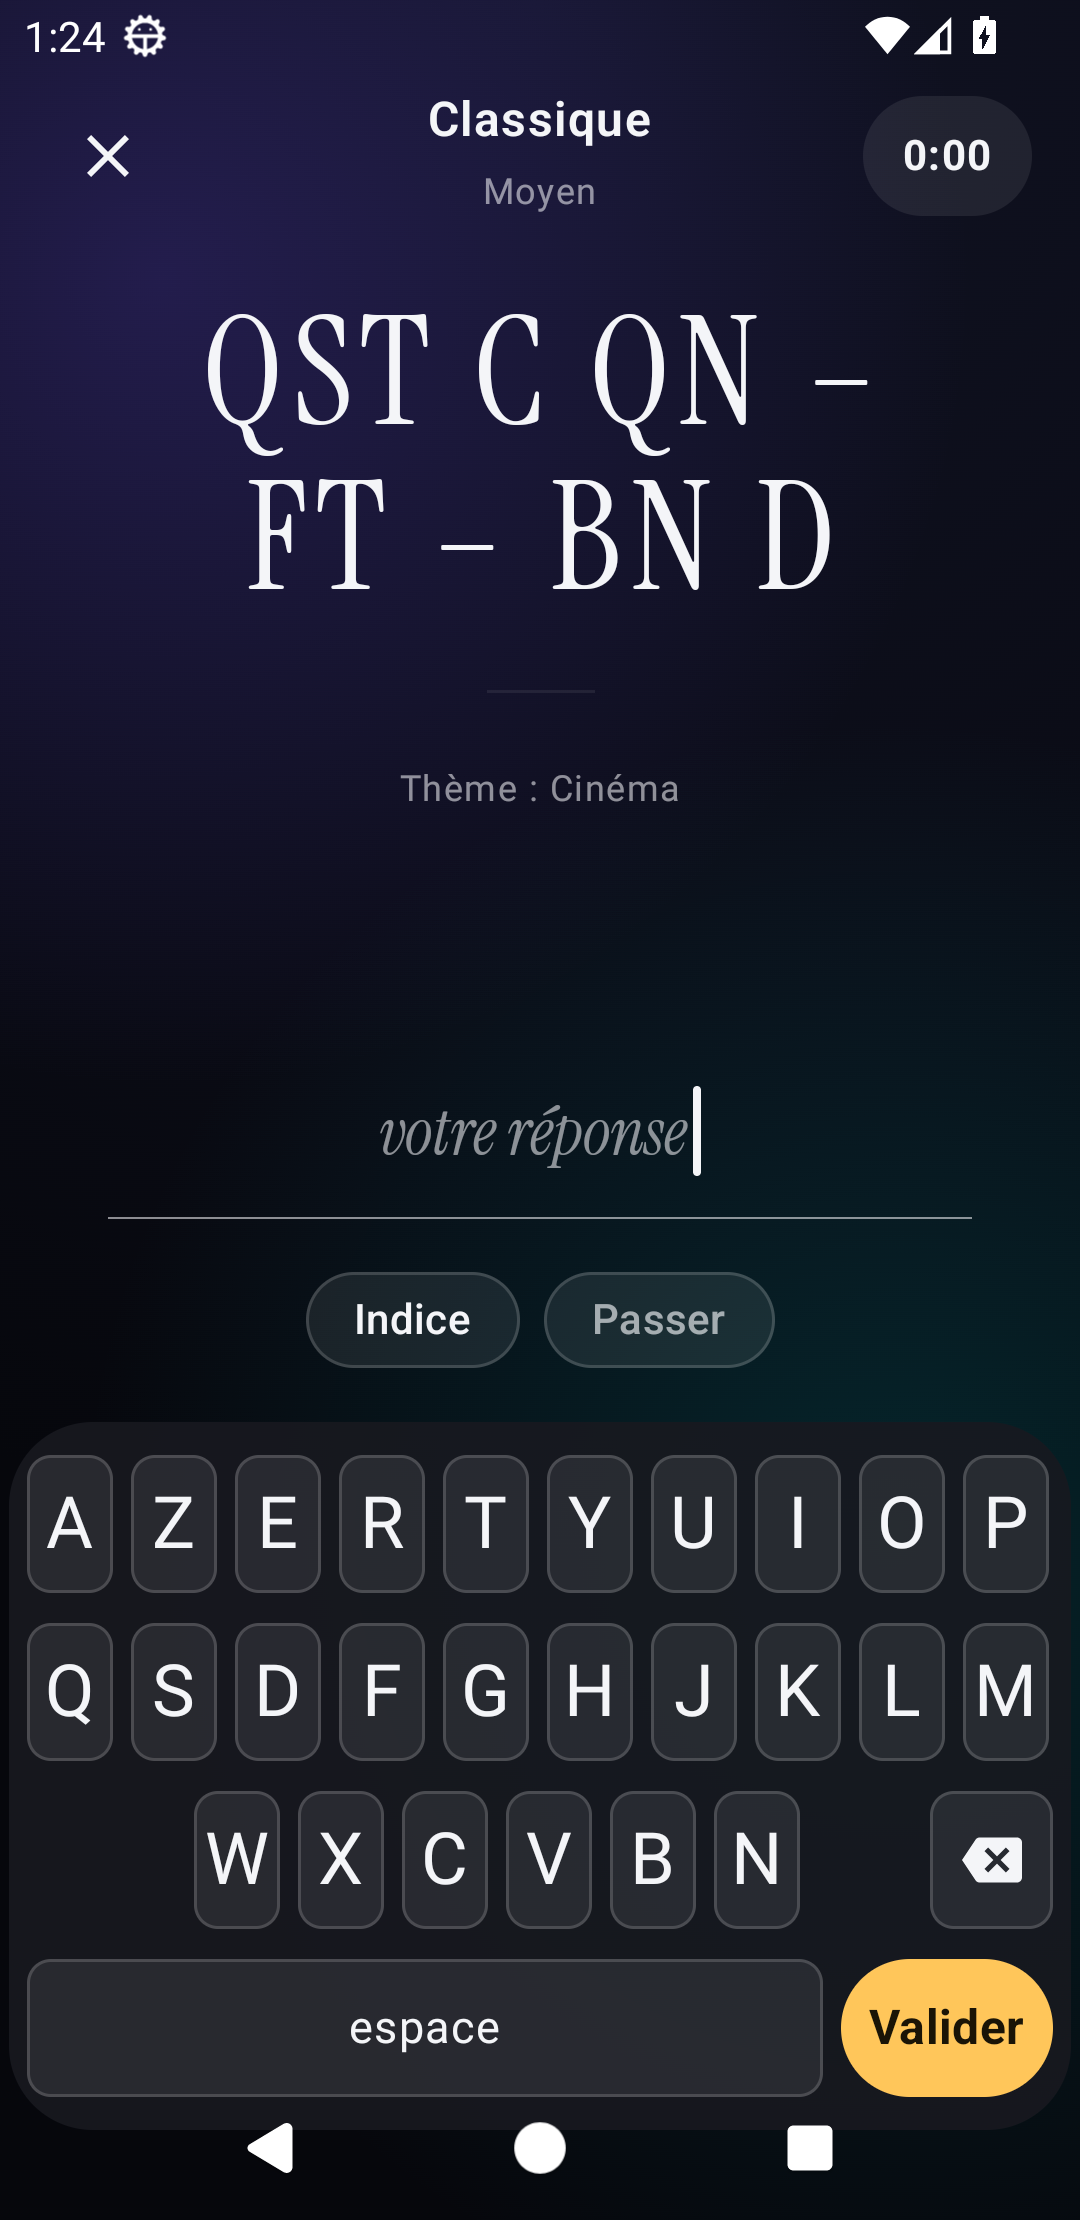 1:24
Classique
Moyen
0:00
QST C QN –
FT – BN D
Thème : Cinéma
votre réponse
Indice
Passer
A Z E R T Y U I O P
Q S D F G H J K L M
W X C V B N
espace
Valider